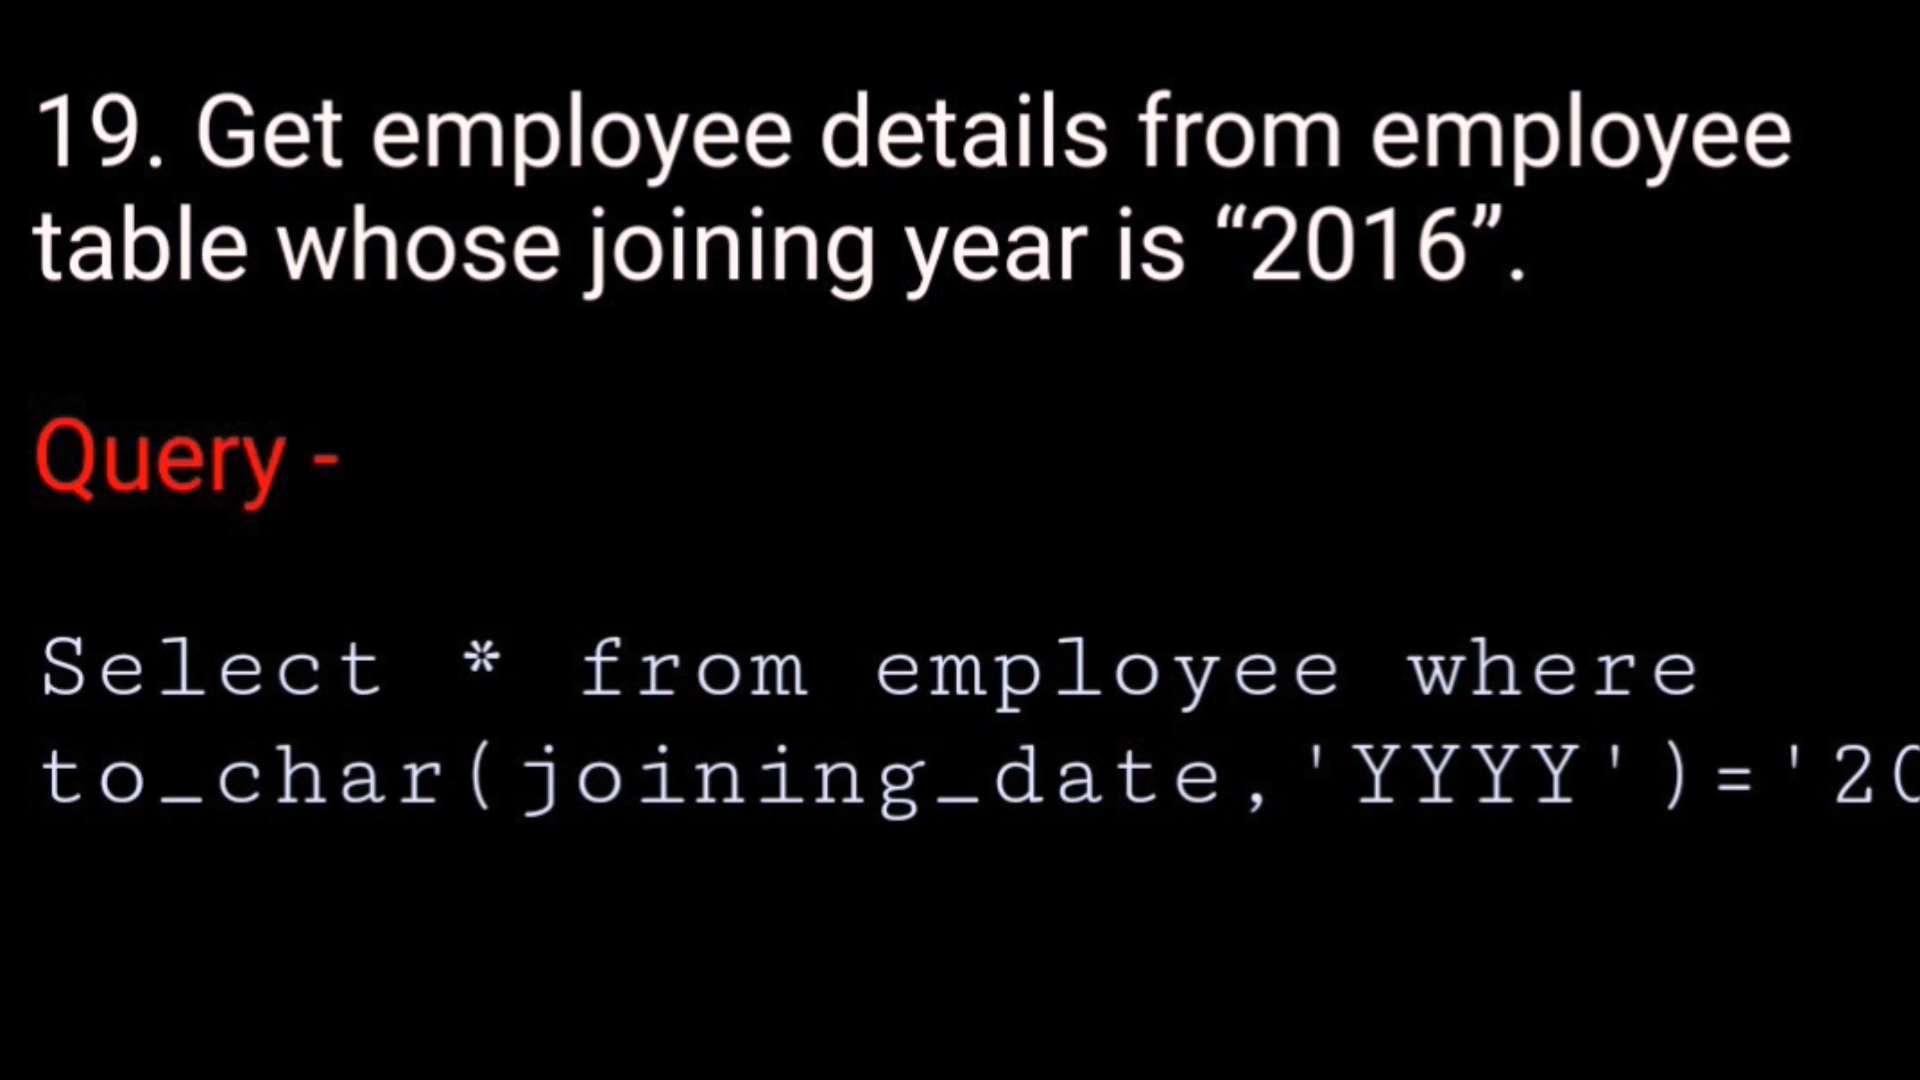 19. Get employee details from employee
table whose joining year is “2016”.
Query -
Select * from employee where
to_char(joining_date,'YYYY')='20